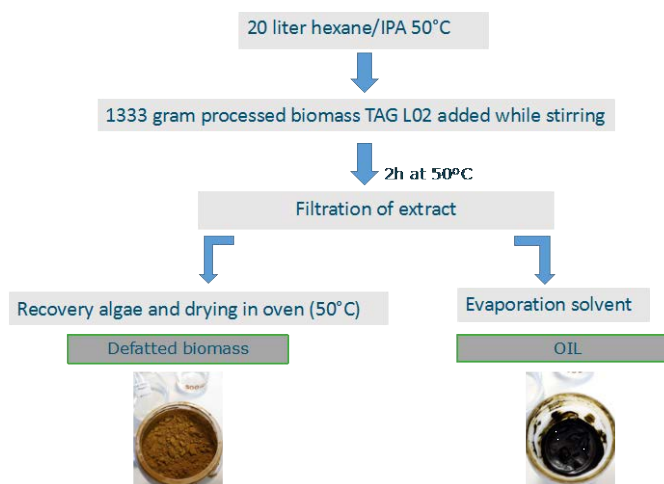 20 liter hexane/IPA 50°C
1333 gram processed biomass TAG L02 added while stirring
2h at 50ºC
Filtration of extract
Recovery algae and drying in oven (50°C)
Evaporation solvent
Defatted biomass
OIL